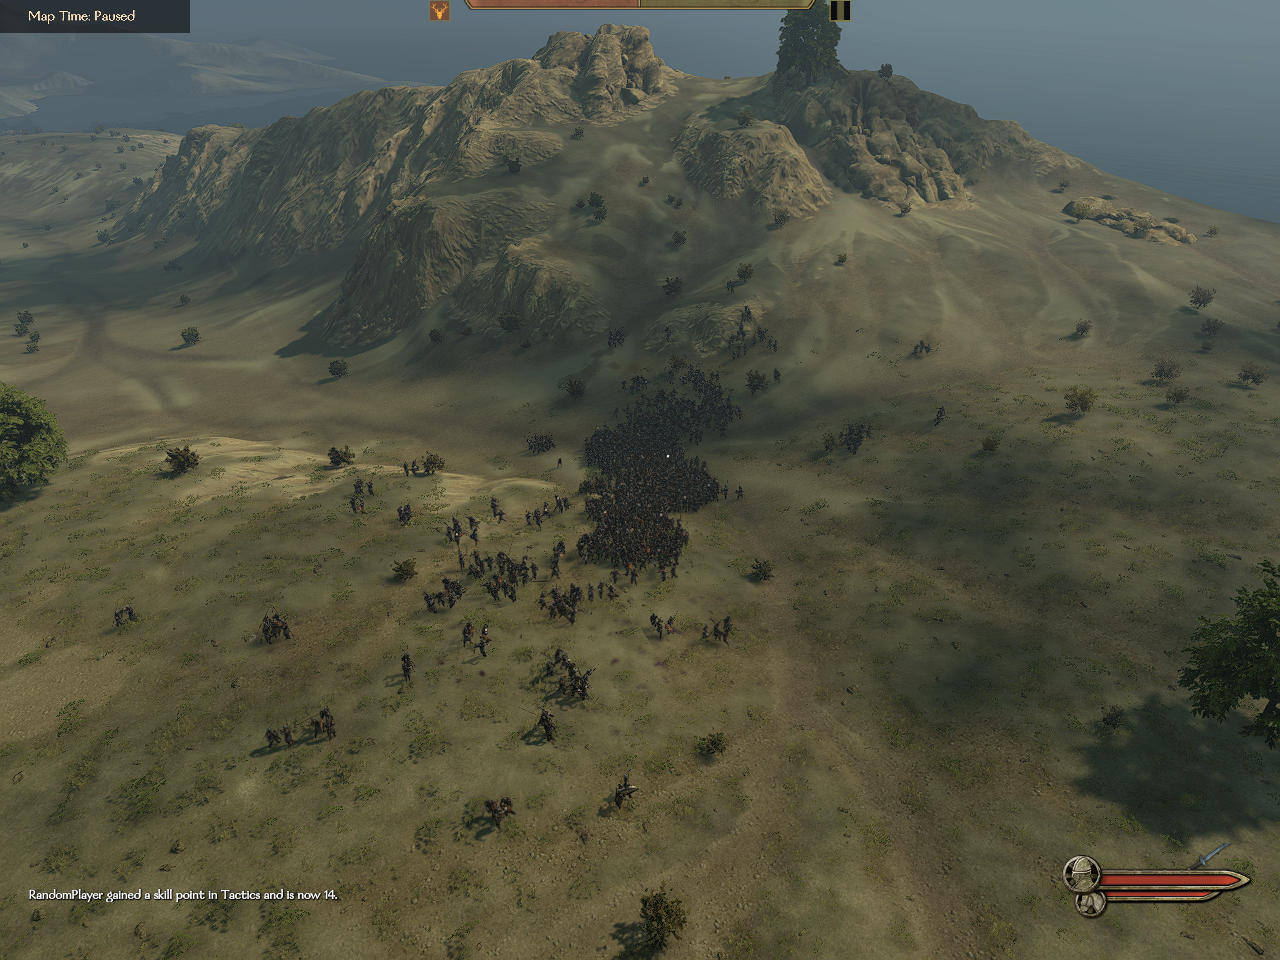 Map Time: Paused
RandomPlayer gained a skill point in Tactics and is now 14.